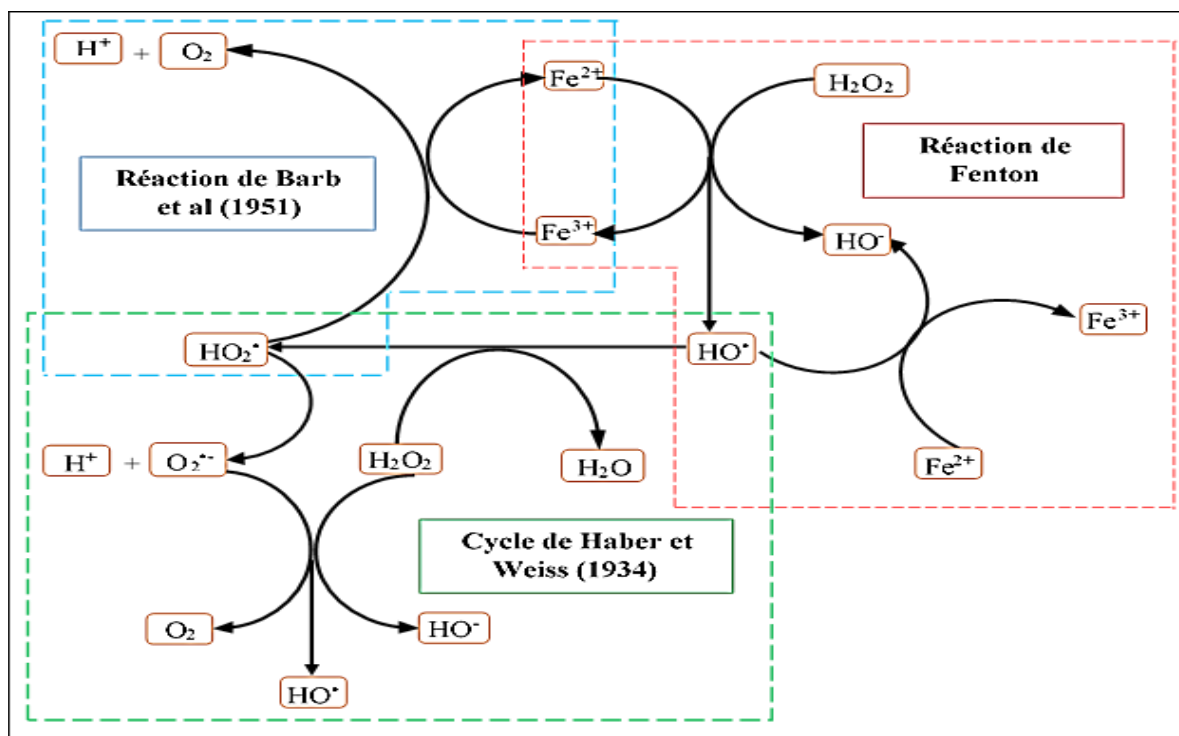 H⁺ + O₂
Fe²⁺
H₂O₂
Réaction de Barb
et al (1951)
Réaction de
Fenton
Fe³⁺
HO⁻
Fe³⁺
HO₂•
HO•
H⁺ + O₂•⁻
H₂O₂
H₂O
Fe²⁺
Cycle de Haber et
Weiss (1934)
O₂
HO⁻
HO•